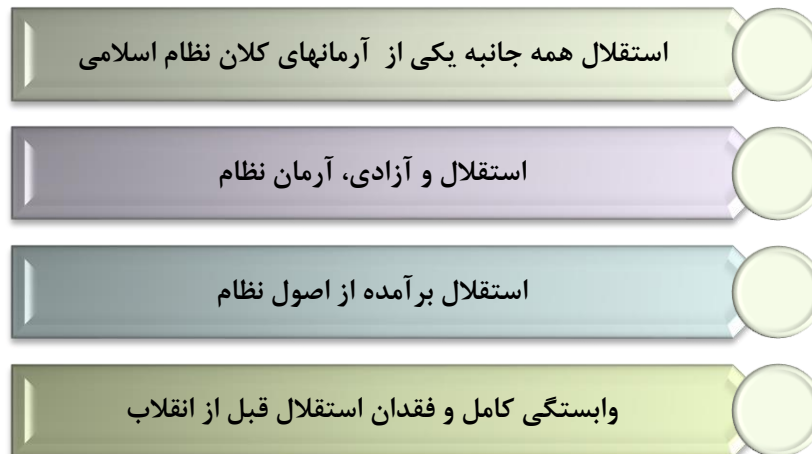 استقلال همه جانبه یکی از آرمانهای کلان نظام اسلامی
استقلال و آزادی، آرمان نظام
استقلال برآمده از اصول نظام
وابستگی کامل و فقدان استقلال قبل از انقلاب